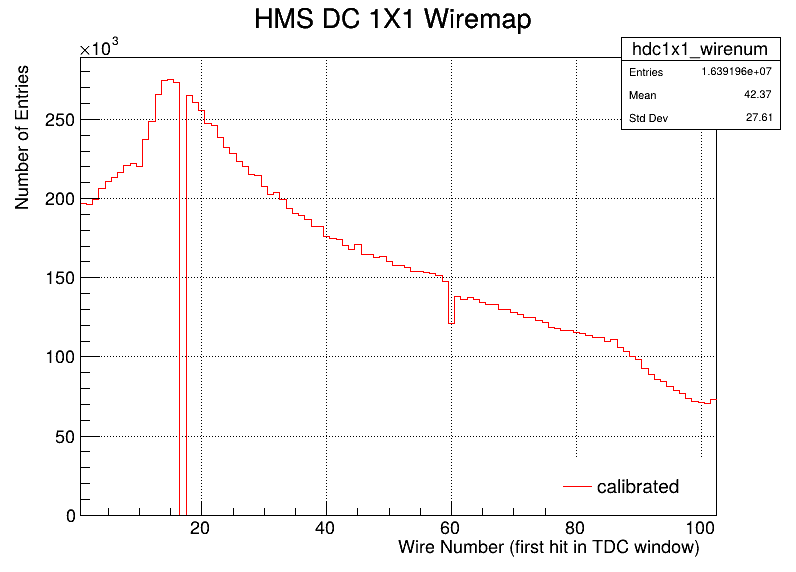 HMS DC 1X1 Wiremap
×10³
hdc1x1_wirenum
Entries 1.639196e+07
Mean 42.37
Std Dev 27.61
Number of Entries
250
200
150
100
50
0
calibrated
20 40 60 80 100
Wire Number (first hit in TDC window)